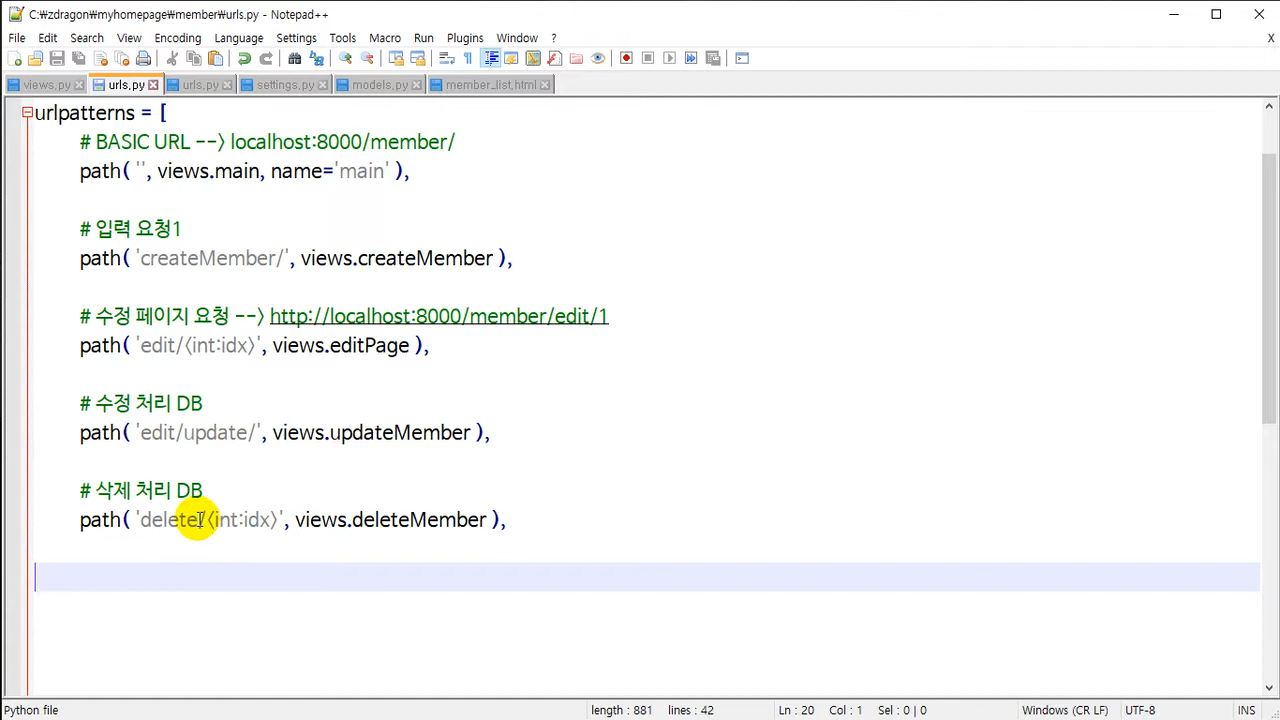 C:\zdragon\myhomepage\member\urls.py - Notepad++
File Edit Search View Encoding Language Settings Tools Macro Run Plugins Window ? X
views.py urls.py urls.py settings.py models.py member_list.html
urlpatterns = [
# BASIC URL --> localhost:8000/member/
path( '', views.main, name='main' ),
# 입력 요청1
path( 'createMember/', views.createMember ),
# 수정 페이지 요청 --> http://localhost:8000/member/edit/1
path( 'edit/<int:idx>', views.editPage ),
# 수정 처리 DB
path( 'edit/update/', views.updateMember ),
# 삭제 처리 DB
path( 'delete/<int:idx>', views.deleteMember ),
Python file length : 881 lines : 42 Ln : 20 Col : 1 Sel : 0 | 0 Windows (CR LF) UTF-8 INS